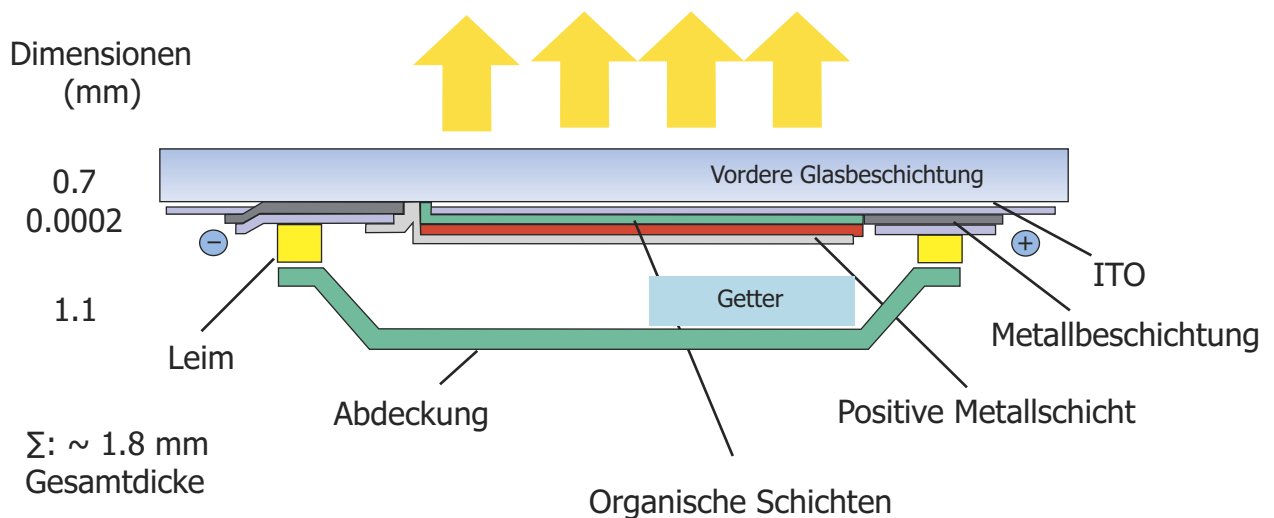 Dimensionen
(mm)
Vordere Glasbeschichtung
0.7
0.0002
−
+
ITO
Getter
1.1
Metallbeschichtung
Leim
Abdeckung
Positive Metallschicht
Σ: ~ 1.8 mm
Gesamtdicke
Organische Schichten